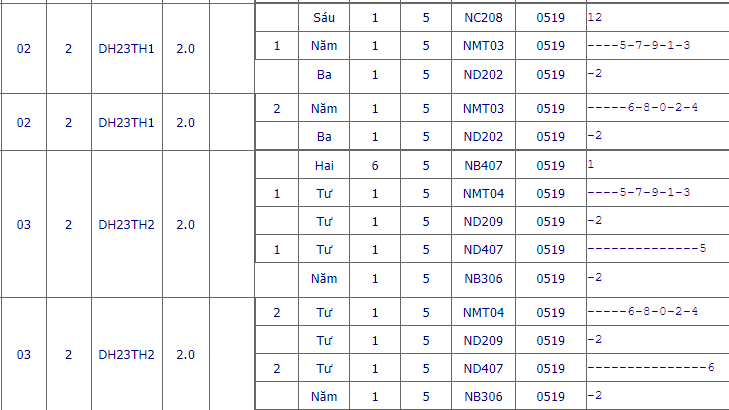 Sáu 1 5 NC208 0519 12
02 2 DH23TH1 2.0 1 Năm 1 5 NMT03 0519 ----5-7-9-1-3
Ba 1 5 ND202 0519 -2
2 Năm 1 5 NMT03 0519 -----6-8-0-2-4
02 2 DH23TH1 2.0
Ba 1 5 ND202 0519 -2
Hai 6 5 NB407 0519 1
1 Tư 1 5 NMT04 0519 ----5-7-9-1-3
03 2 DH23TH2 2.0 Tư 1 5 ND209 0519 -2
1 Tư 1 5 ND407 0519 --------------5
Năm 1 5 NB306 0519 -2
2 Tư 1 5 NMT04 0519 -----6-8-0-2-4
Tư 1 5 ND209 0519 -2
03 2 DH23TH2 2.0
2 Tư 1 5 ND407 0519 ---------------6
Năm 1 5 NB306 0519 -2